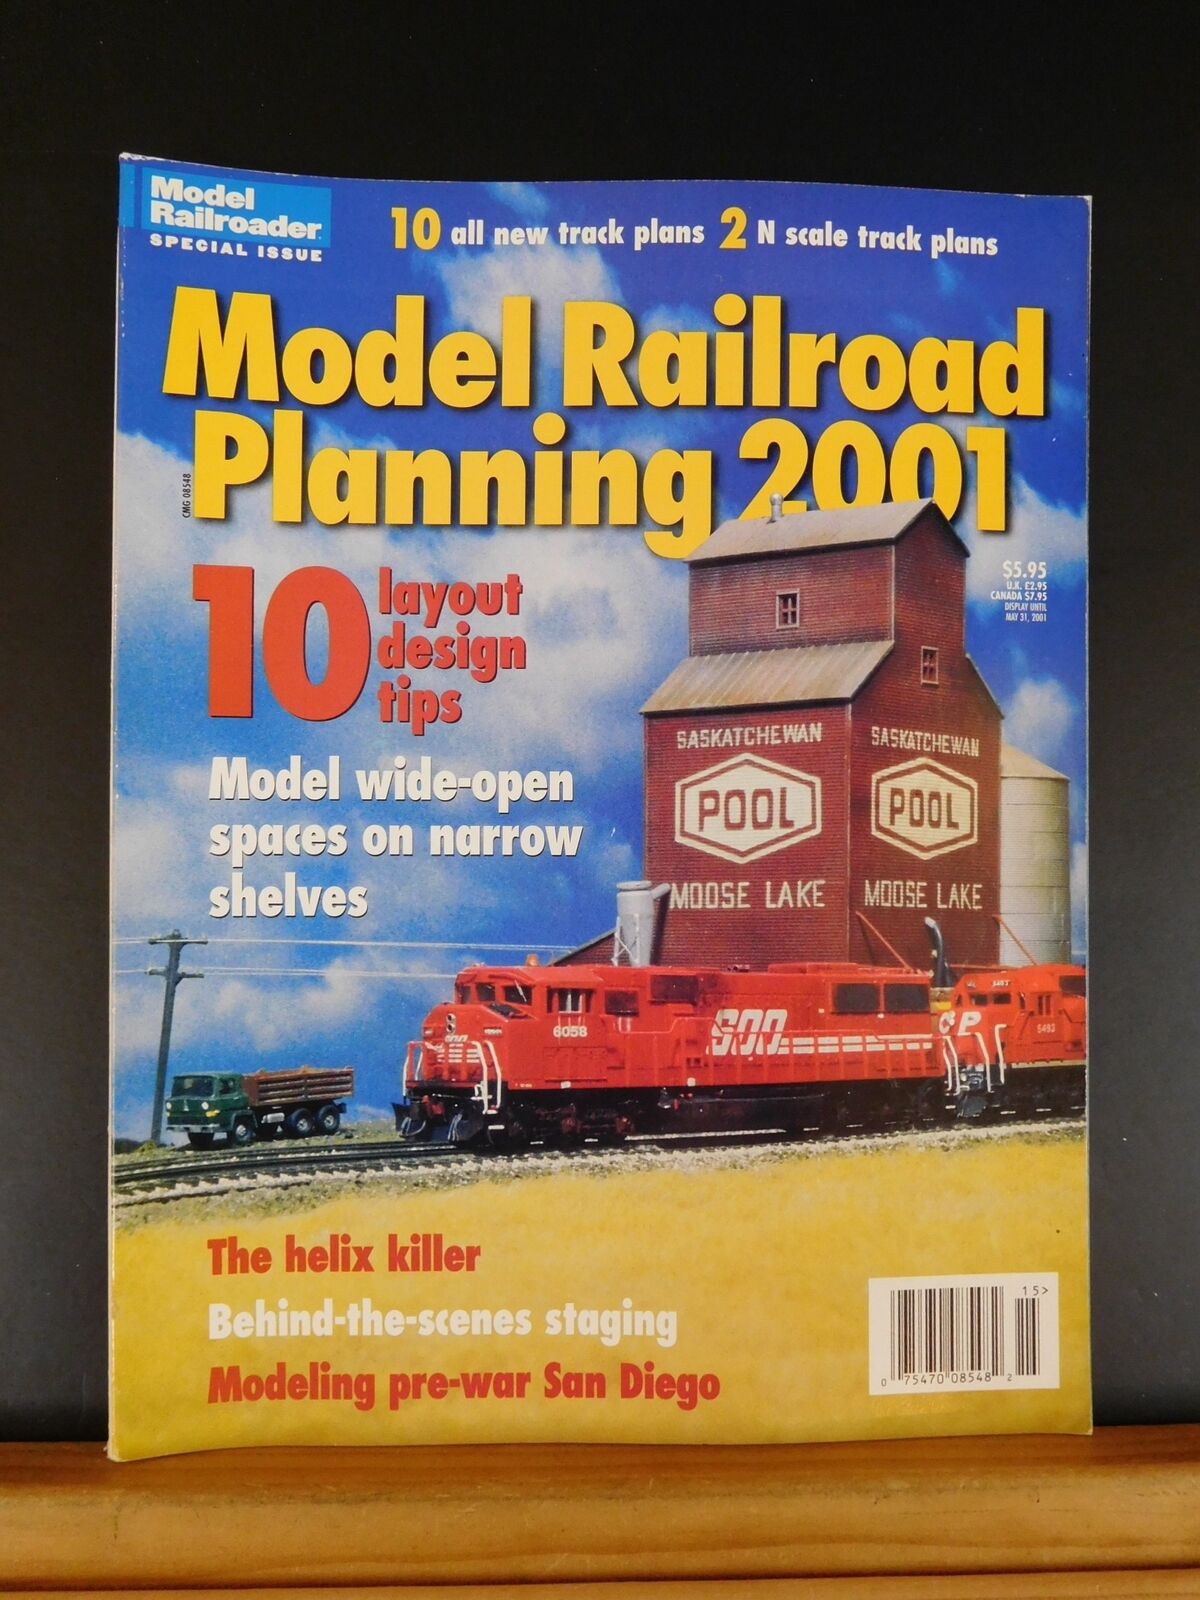 Model
Railroader
SPECIAL ISSUE
10 all new track plans 2 N scale track plans
Model Railroad
Planning 2001
CMG 08548
10 layout
design
tips
$5.95
U.K. £2.95
CANADA $7.95
DISPLAY UNTIL
MAY 31, 2001
Model wide-open
spaces on narrow
shelves
SASKATCHEWAN
POOL
MOOSE LAKE
SASKATCHEWAN
POOL
MOOSE LAKE
6058
SOO
CP
5493
The helix killer
Behind-the-scenes staging
Modeling pre-war San Diego
15>
0 75470 08548 2